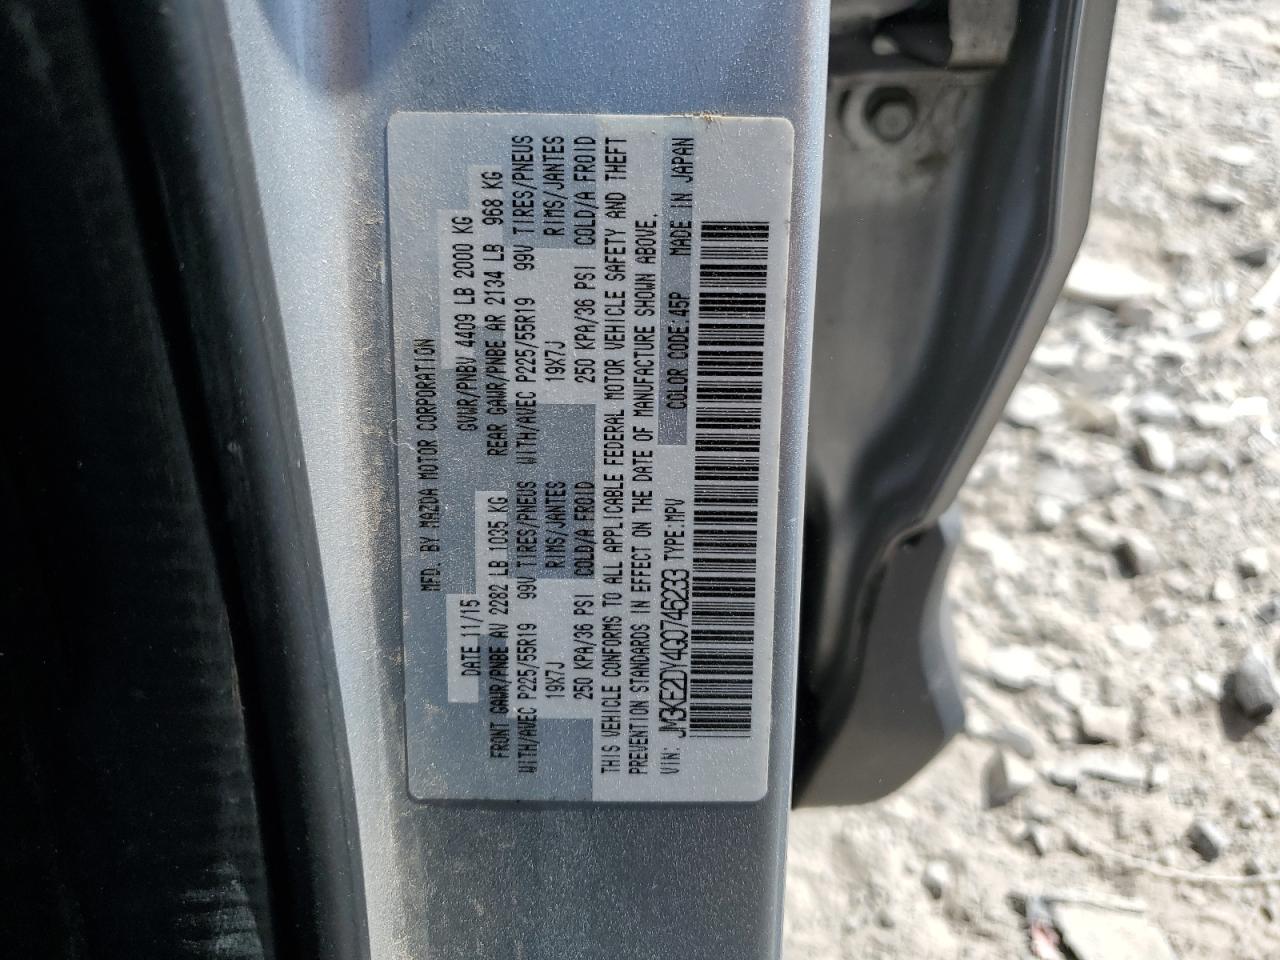 MFD. BY MAZDA MOTOR CORPORATION
DATE 11/15 GVWR/PNBV 4409 LB 2000 KG
FRONT GAWR/PNBE AV 2282 LB 1035 KG REAR GAWR/PNBE AR 2134 LB 968 KG
WITH/AVEC P225/55R19 99V TIRES/PNEUS WITH/AVEC P225/55R19 99V TIRES/PNEUS
19X7J RIMS/JANTES 19X7J RIMS/JANTES
250 KPA/36 PSI COLD/A FROID 250 KPA/36 PSI COLD/A FROID
THIS VEHICLE CONFORMS TO ALL APPLICABLE FEDERAL MOTOR VEHICLE SAFETY AND THEFT
PREVENTION STANDARDS IN EFFECT ON THE DATE OF MANUFACTURE SHOWN ABOVE.
VIN: JM3KE2DY4G0746233 TYPE:MPV COLOR CODE:45P MADE IN JAPAN